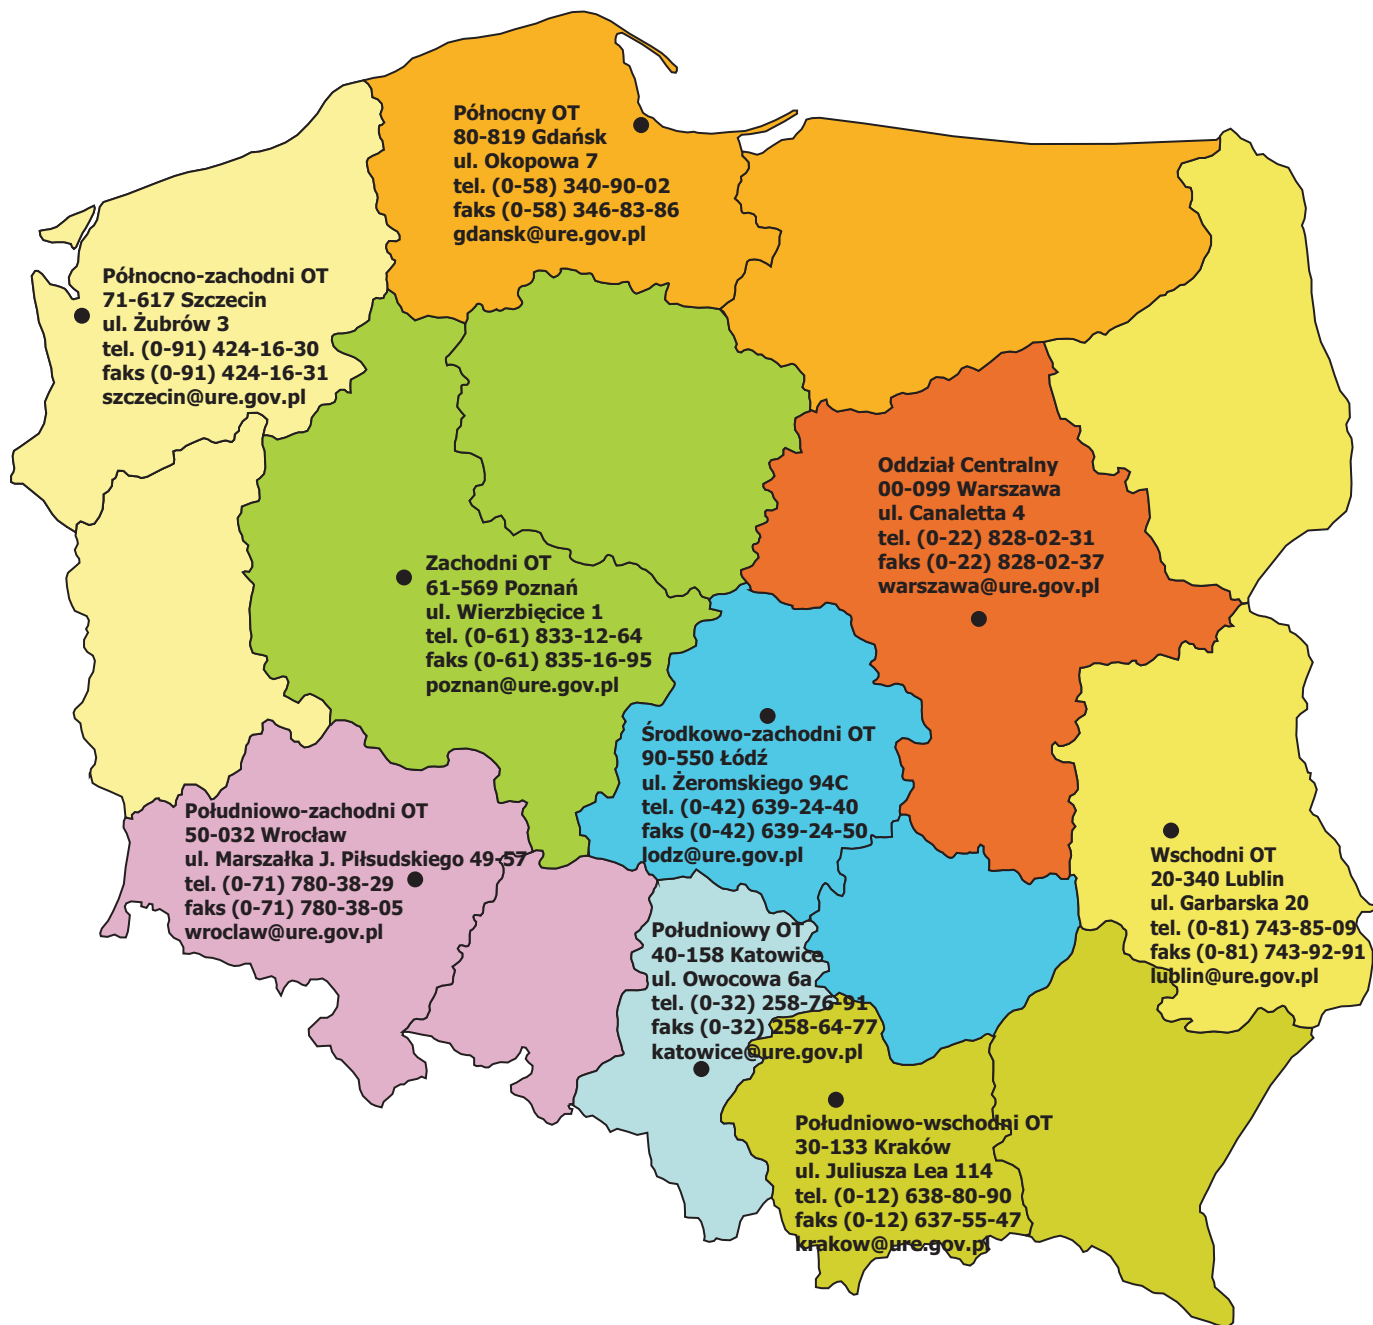 Północny OT
80-819 Gdańsk
ul. Okopowa 7
tel. (0-58) 340-90-02
faks (0-58) 346-83-86
gdansk@ure.gov.pl
Północno-zachodni OT
71-617 Szczecin
ul. Żubrów 3
tel. (0-91) 424-16-30
faks (0-91) 424-16-31
szczecin@ure.gov.pl
Oddział Centralny
00-099 Warszawa
ul. Canaletta 4
tel. (0-22) 828-02-31
faks (0-22) 828-02-37
warszawa@ure.gov.pl
Zachodni OT
61-569 Poznań
ul. Wierzbięcice 1
tel. (0-61) 833-12-64
faks (0-61) 835-16-95
poznan@ure.gov.pl
Środkowo-zachodni OT
90-550 Łódź
ul. Żeromskiego 94C
tel. (0-42) 639-24-40
faks (0-42) 639-24-50
lodz@ure.gov.pl
Południowo-zachodni OT
50-032 Wrocław
ul. Marszałka J. Piłsudskiego 49-57
tel. (0-71) 780-38-29
faks (0-71) 780-38-05
wroclaw@ure.gov.pl
Wschodni OT
20-340 Lublin
ul. Garbarska 20
tel. (0-81) 743-85-09
faks (0-81) 743-92-91
lublin@ure.gov.pl
Południowy OT
40-158 Katowice
ul. Owocowa 6a
tel. (0-32) 258-76-91
faks (0-32) 258-64-77
katowice@ure.gov.pl
Południowo-wschodni OT
30-133 Kraków
ul. Juliusza Lea 114
tel. (0-12) 638-80-90
faks (0-12) 637-55-47
krakow@ure.gov.pl